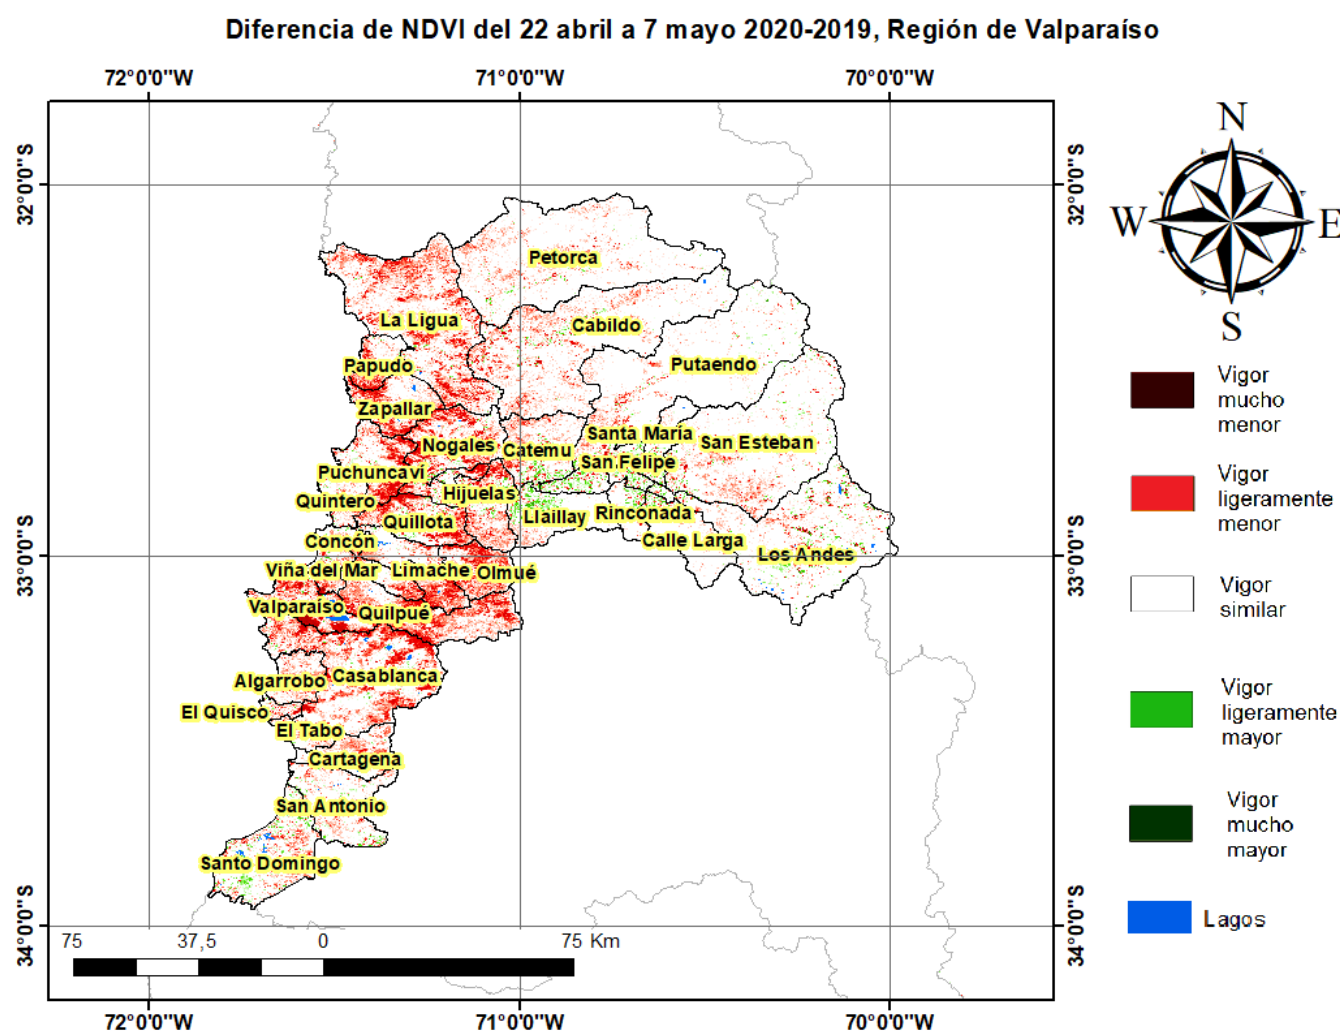 Diferencia de NDVI del 22 abril a 7 mayo 2020-2019, Región de Valparaíso
72°0'0"W 71°0'0"W 70°0'0"W
N
W E
S
32°0'0"S 32°0'0"S
33°0'0"S 33°0'0"S
34°0'0"S 34°0'0"S
Petorca
La Ligua
Cabildo
Papudo
Putaendo
Zapallar
Santa María
Nogales
Catemu
San Esteban
San Felipe
Puchuncaví
Hijuelas
Quintero
Llaillay
Rinconada
Quillota
Concón
Calle Larga
Los Andes
Viña del Mar
Limache
Olmué
Valparaíso
Quilpué
Casablanca
Algarrobo
El Quisco
El Tabo
Cartagena
San Antonio
Santo Domingo
75 37,5 0 75 Km
72°0'0"W 71°0'0"W 70°0'0"W
Vigor
mucho
menor
Vigor
ligeramente
menor
Vigor
similar
Vigor
ligeramente
mayor
Vigor
mucho
mayor
Lagos